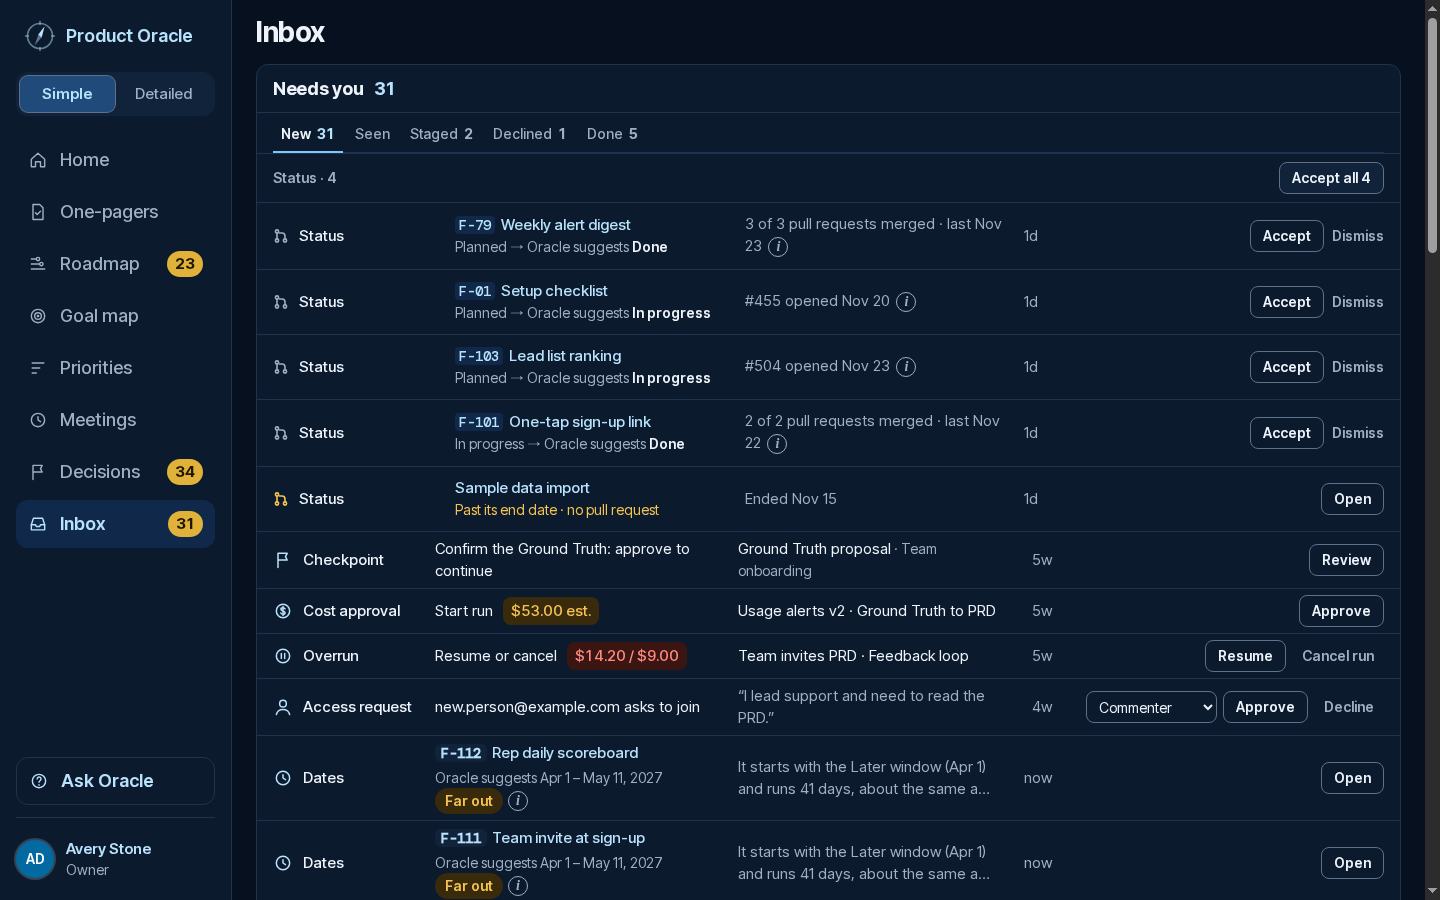 Product Oracle
Simple Detailed
Home
One-pagers
Roadmap 23
Goal map
Priorities
Meetings
Decisions 34
Inbox 31
Ask Oracle
AD
Avery Stone
Owner
Inbox
Needs you 31
New 31 Seen Staged 2 Declined 1 Done 5
Status · 4 Accept all 4
Status
F-79 Weekly alert digest
Planned → Oracle suggests Done
3 of 3 pull requests merged · last Nov
23 i
1d
Accept Dismiss
Status
F-01 Setup checklist
Planned → Oracle suggests In progress
#455 opened Nov 20 i
1d
Accept Dismiss
Status
F-103 Lead list ranking
Planned → Oracle suggests In progress
#504 opened Nov 23 i
1d
Accept Dismiss
Status
F-101 One-tap sign-up link
In progress → Oracle suggests Done
2 of 2 pull requests merged · last Nov
22 i
1d
Accept Dismiss
Status
Sample data import
Past its end date · no pull request
Ended Nov 15
1d
Open
Checkpoint
Confirm the Ground Truth: approve to
continue
Ground Truth proposal · Team
onboarding
5w
Review
Cost approval
Start run $53.00 est.
Usage alerts v2 · Ground Truth to PRD
5w
Approve
Overrun
Resume or cancel $14.20 / $9.00
Team invites PRD · Feedback loop
5w
Resume Cancel run
Access request
new.person@example.com asks to join
“I lead support and need to read the
PRD.”
4w
Commenter Approve Decline
Dates
F-112 Rep daily scoreboard
Oracle suggests Apr 1 – May 11, 2027
Far out i
It starts with the Later window (Apr 1)
and runs 41 days, about the same a…
now
Open
Dates
F-111 Team invite at sign-up
Oracle suggests Apr 1 – May 11, 2027
Far out i
It starts with the Later window (Apr 1)
and runs 41 days, about the same a…
now
Open